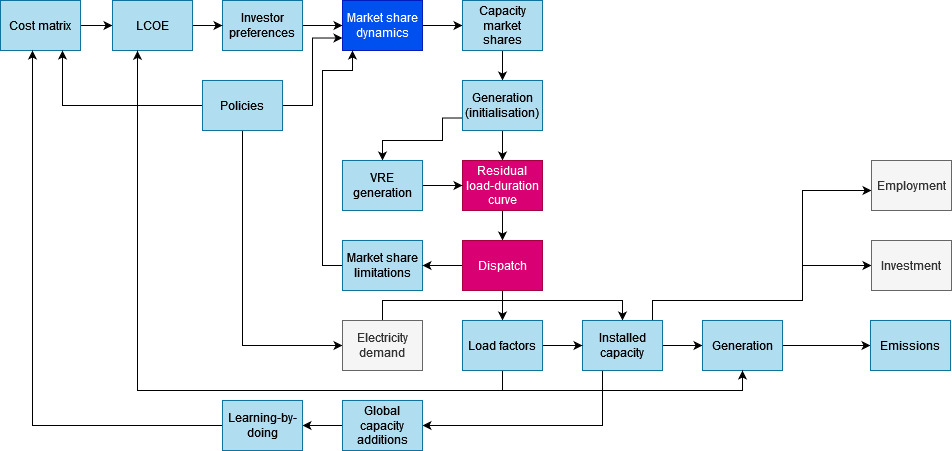 Cost matrix
LCOE
Investor
preferences
Market share
dynamics
Capacity
market
shares
Policies
Generation
(initialisation)
VRE
generation
Residual
load-duration
curve
Employment
Market share
limitations
Dispatch
Investment
Electricity
demand
Load factors
Installed
capacity
Generation
Emissions
Learning-by-
doing
Global
capacity
additions